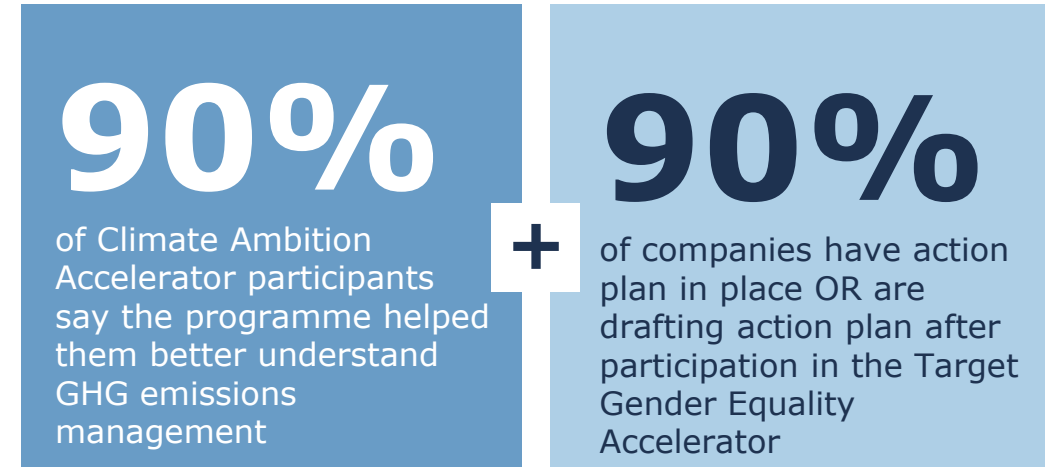 90%
of Climate Ambition
Accelerator participants
say the programme helped
them better understand
GHG emissions
management
+
90%
of companies have action
plan in place OR are
drafting action plan after
participation in the Target
Gender Equality
Accelerator